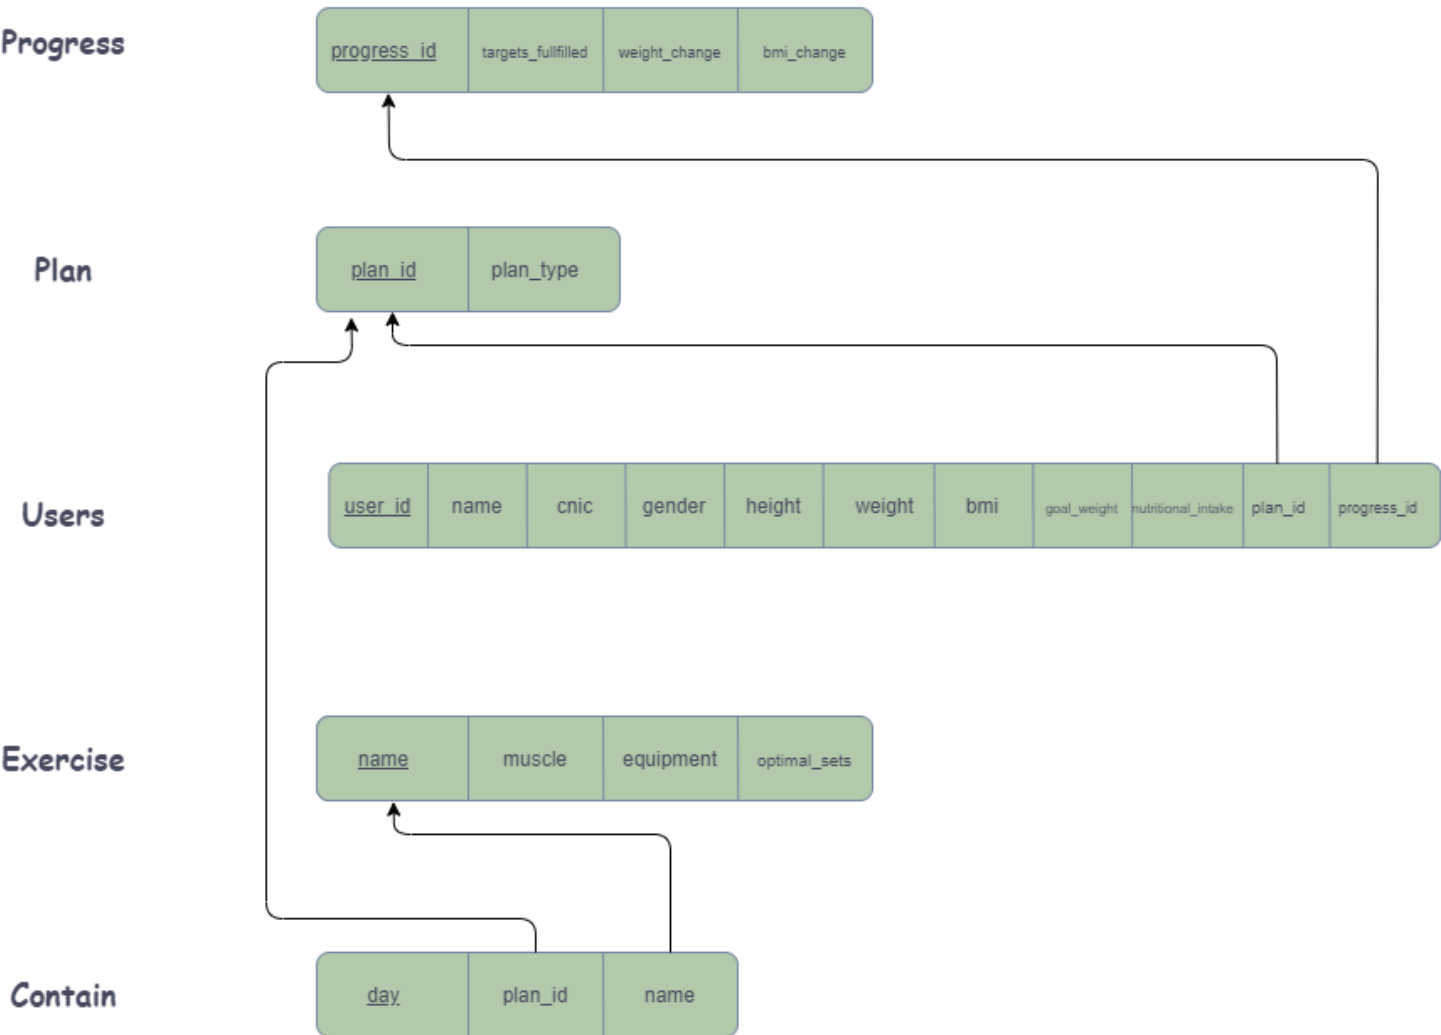 Progress
progress_id targets_fullfilled weight_change bmi_change
Plan
plan_id plan_type
Users
user_id name cnic gender height weight bmi goal_weight nutritional_intake plan_id progress_id
Exercise
name muscle equipment optimal_sets
Contain
day plan_id name